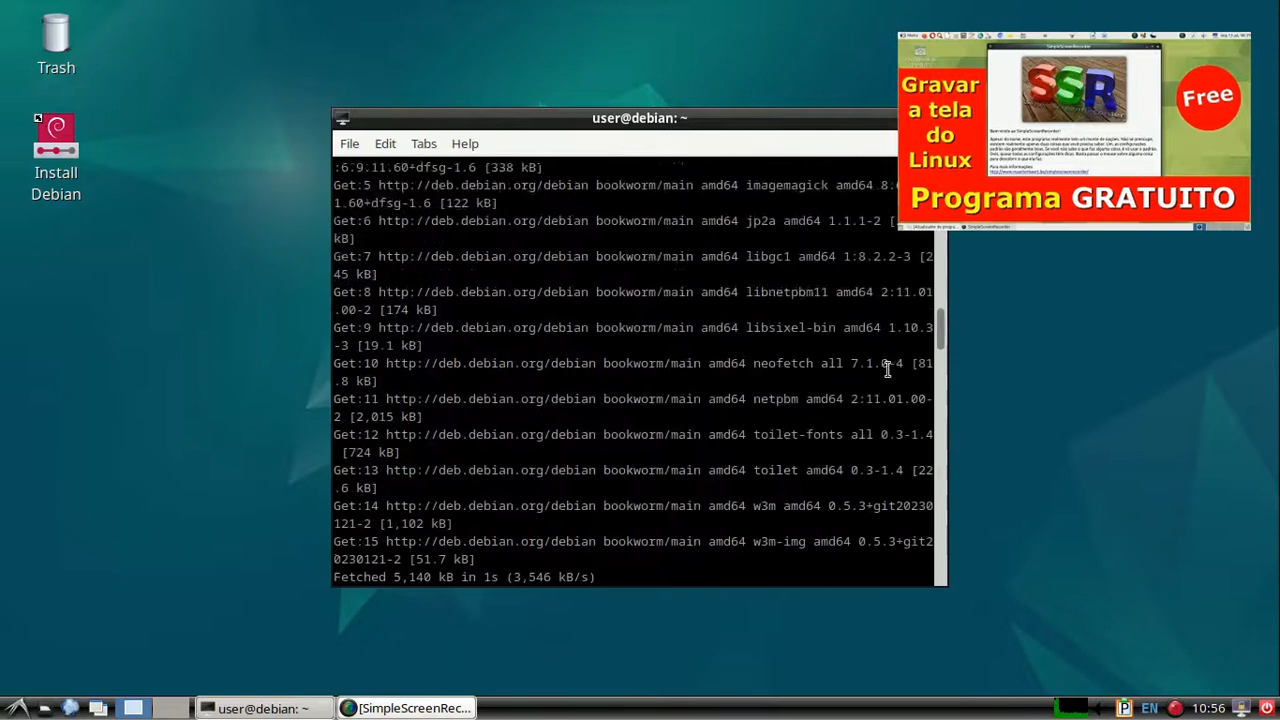 Trash
Install
Debian
user@debian: ~
Edit
elp
1.6 [338 kB]
Get:5 http://deb.debian.org/debian bookworm/main amd64 imagemagick amd64 8:6
1.60+dfsg-1.6 [122 kB]
Get:6 http://deb.debian.org/debian bookworm/main amd64 jp2a amd64 1.1.1-2 [
kB]
Get:7 http://deb.debian.org/debian bookworm/main amd64 libgc1 amd64 1:8.2.2-3 [2
45 kB]
Get:8 http://deb.debian.org/debian bookworm/main amd64 libnetpbm11 amd64 2:11.01
.00-2 [174 kB]
Get:9 http://deb.debian.org/debian bookworm/main amd64 libsixel-bin amd64 1.10.3
-3 [19.1 kB]
Get:10 http://deb.debian.org/debian bookworm/main amd64 neofetch all 7.1.0-4 [81
.8 kB]
Get:11 http://deb.debian.org/debian bookworm/main amd64 netpbm amd64 2:11.01.00-
2 [2,015 kB]
Get:12 http://deb.debian.org/debian bookworm/main amd64 toilet-fonts all 0.3-1.4
[724 kB]
Get:13 http://deb.debian.org/debian bookworm/main amd64 toilet amd64 0.3-1.4 [22
.6 kB]
Get:14 http://deb.debian.org/debian bookworm/main amd64 w3m amd64 0.5.3+git20230
121-2 [1,102 kB]
Get:15 http://deb.debian.org/debian bookworm/main amd64 w3m-img amd64 0.5.3+git2
0230121-2 [51.7 kB]
Fetched 5,140 kB in 1s (3,546 kB/s)
SimpleScreenRecorder
SSR
Gravar
a tela
do
Linux
Free
Bem-vindo ao SimpleScreenRecorder!
Para mais informações:
Programa GRATUITO
user@debian: ~
[SimpleScreenRec...
EN
10:56